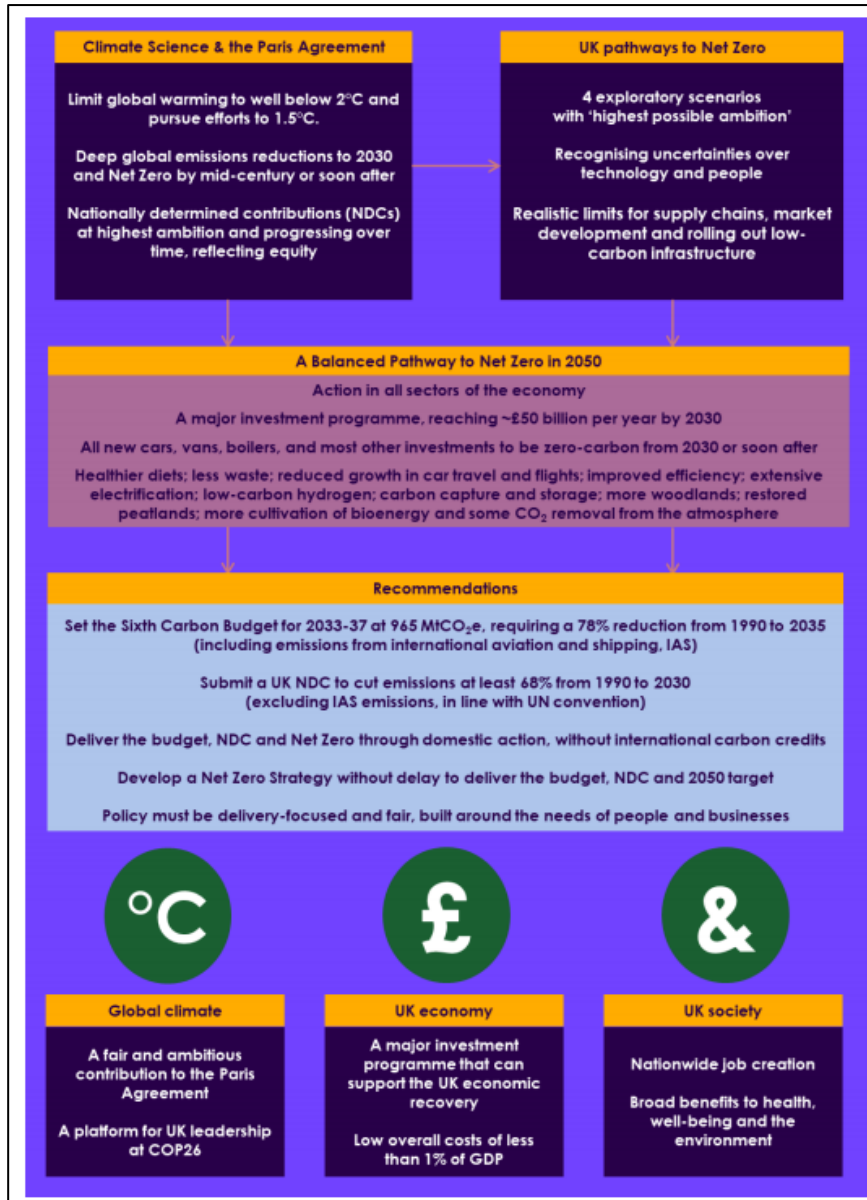 Climate Science & the Paris Agreement
Limit global warming to well below 2°C and
pursue efforts to 1.5°C.
Deep global emissions reductions to 2030
and Net Zero by mid-century or soon after
Nationally determined contributions (NDCs)
at highest ambition and progressing over
time, reflecting equity
UK pathways to Net Zero
4 exploratory scenarios
with ‘highest possible ambition’
Recognising uncertainties over
technology and people
Realistic limits for supply chains, market
development and rolling out low-
carbon infrastructure
A Balanced Pathway to Net Zero in 2050
Action in all sectors of the economy
A major investment programme, reaching ~£50 billion per year by 2030
All new cars, vans, boilers, and most other investments to be zero-carbon from 2030 or soon after
Healthier diets; less waste; reduced growth in car travel and flights; improved efficiency; extensive
electrification; low-carbon hydrogen; carbon capture and storage; more woodlands; restored
peatlands; more cultivation of bioenergy and some CO₂ removal from the atmosphere
Recommendations
Set the Sixth Carbon Budget for 2033-37 at 965 MtCO₂e, requiring a 78% reduction from 1990 to 2035
(including emissions from international aviation and shipping, IAS)
Submit a UK NDC to cut emissions at least 68% from 1990 to 2030
(excluding IAS emissions, in line with UN convention)
Deliver the budget, NDC and Net Zero through domestic action, without international carbon credits
Develop a Net Zero Strategy without delay to deliver the budget, NDC and 2050 target
Policy must be delivery-focused and fair, built around the needs of people and businesses
°C
Global climate
A fair and ambitious
contribution to the Paris
Agreement
A platform for UK leadership
at COP26
£
UK economy
A major investment
programme that can
support the UK economic
recovery
Low overall costs of less
than 1% of GDP
&
UK society
Nationwide job creation
Broad benefits to health,
well-being and the
environment